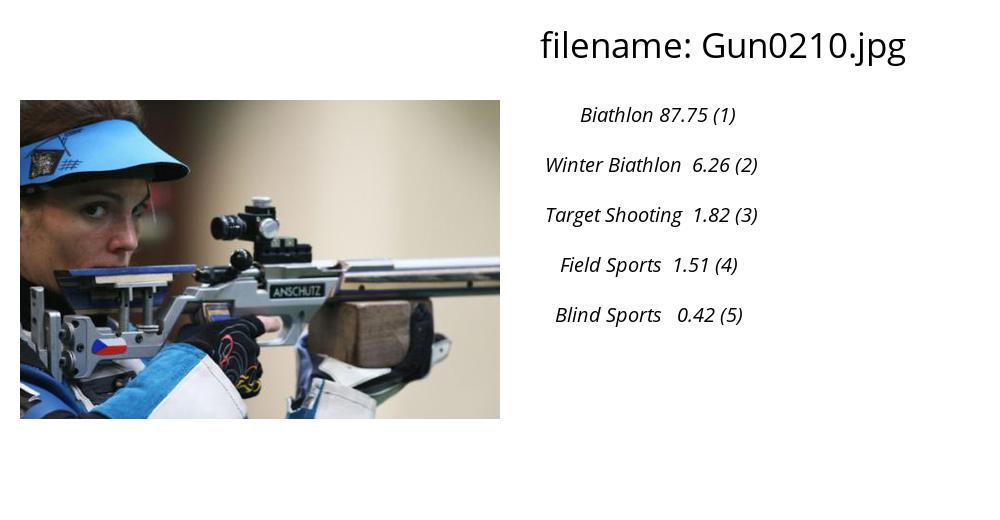 filename: Gun0210.jpg
Biathlon 87.75 (1)
Winter Biathlon 6.26 (2)
Target Shooting 1.82 (3)
Field Sports 1.51 (4)
Blind Sports 0.42 (5)
ANSCHÜTZ